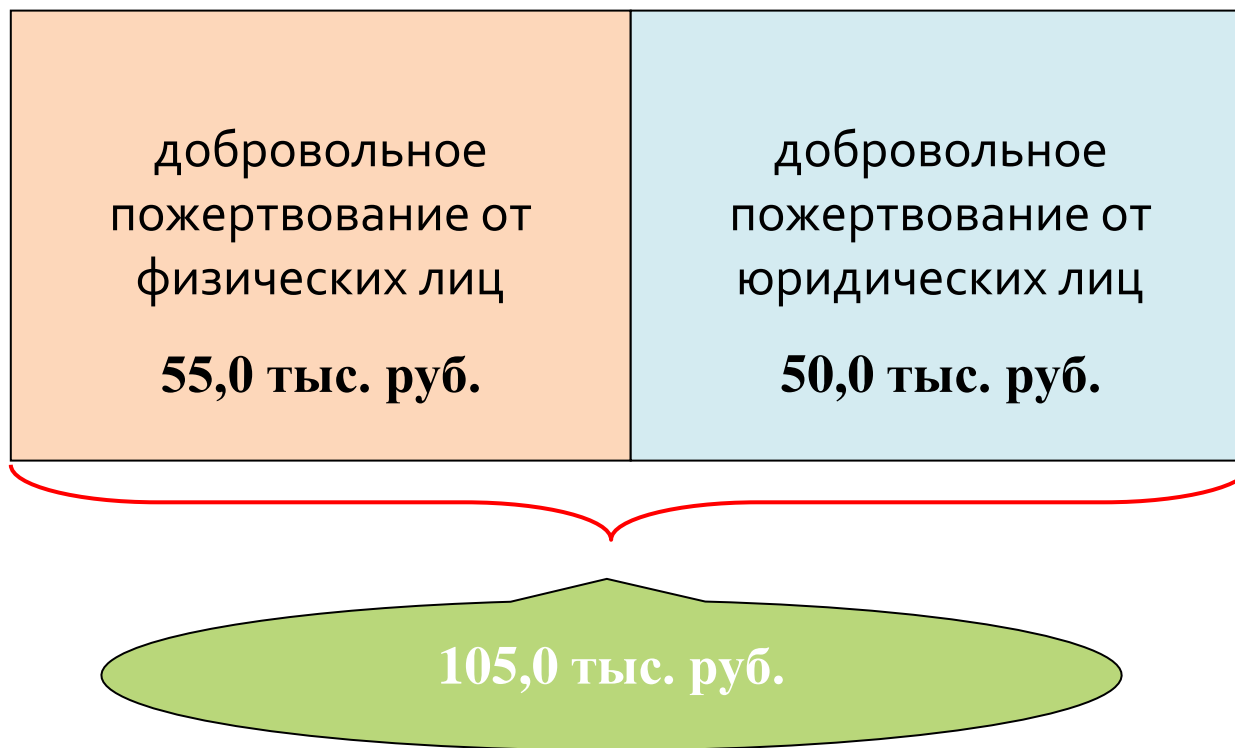 добровольное
пожертвование от
физических лиц
55,0 тыс. руб.
добровольное
пожертвование от
юридических лиц
50,0 тыс. руб.
105,0 тыс. руб.